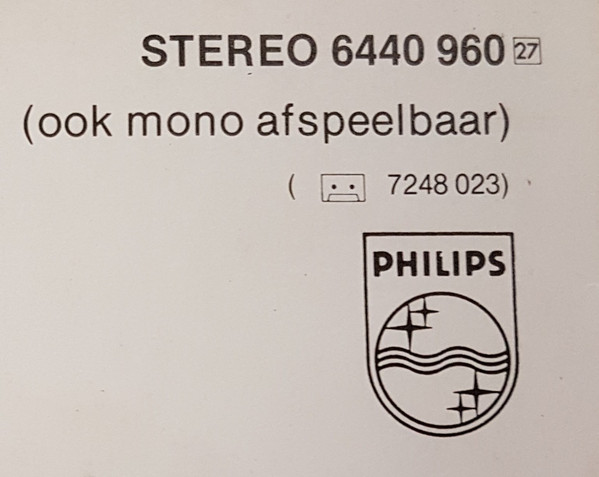 STEREO 6440 960 27
(ook mono afspeelbaar)
( 7248 023)
PHILIPS